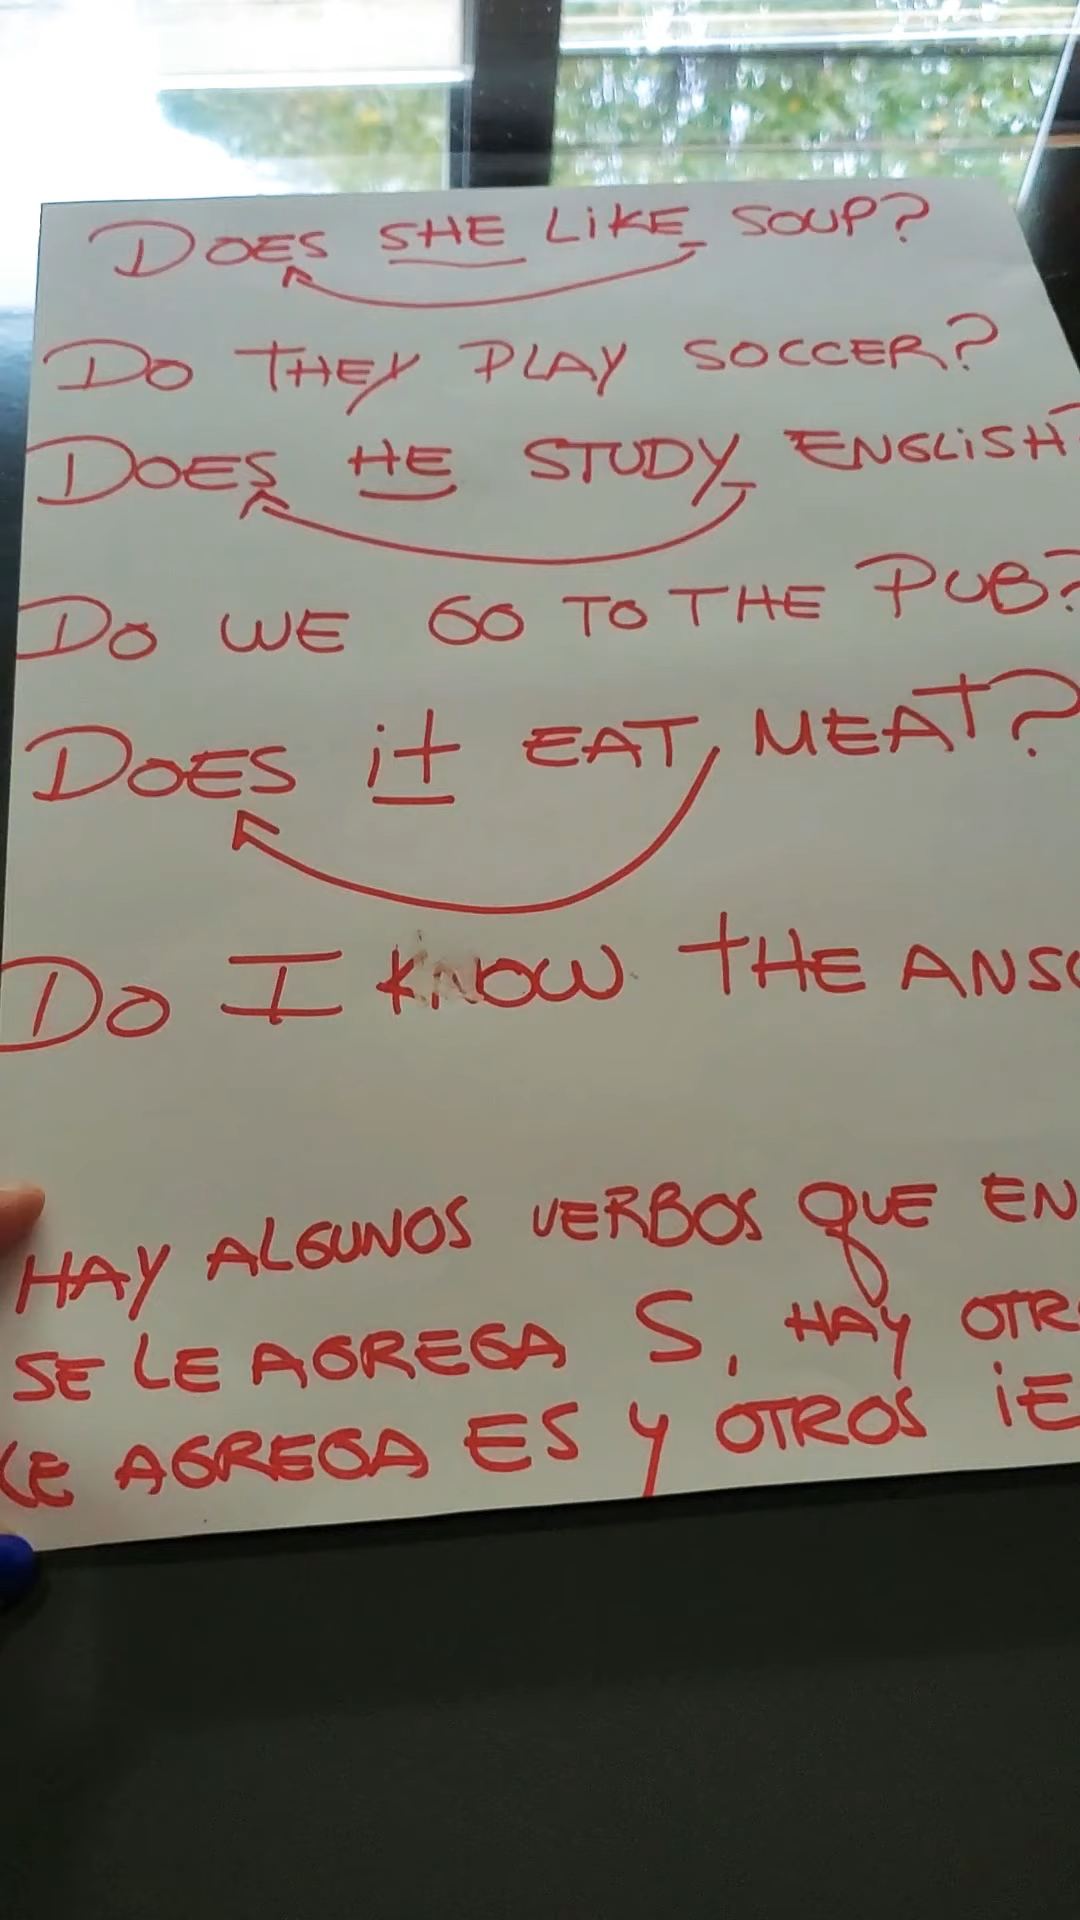 DOES SHE LIKE SOUP?
DO THEY PLAY SOCCER?
DOES HE STUDY ENGLISH?
DO WE GO TO THE PUB?
DOES it EAT MEAT?
DO I KNOW THE
HAY ALGUNOS VERBOS QUE EN
SE LE AGREGA S, HAY
LE AGREGA ES Y OTROS